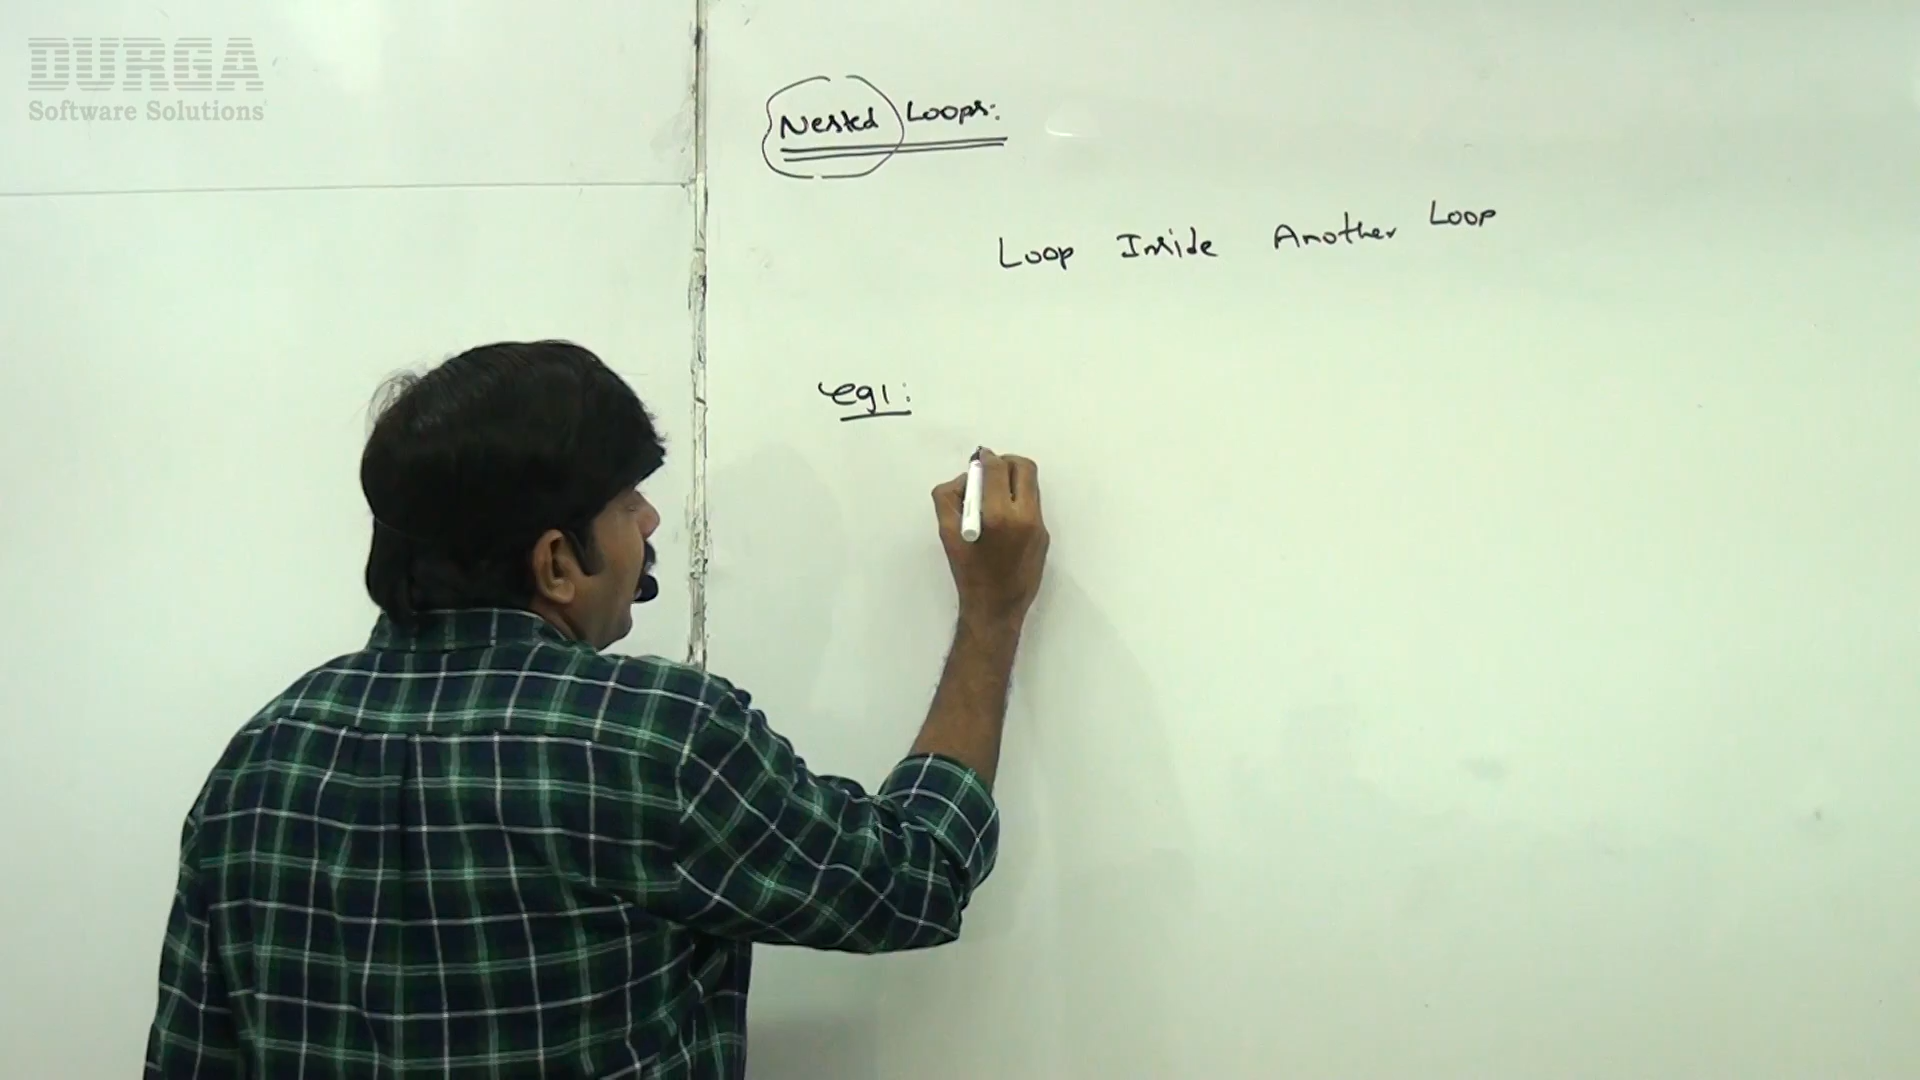 DURGA
Software Solutions
Nested Loops:
Loop Inside Another Loop
eg1: